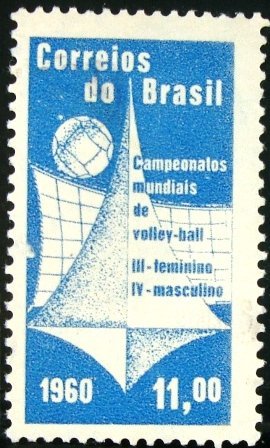 Correios
do Brasil
Campeonatos
mundiais
de
volley-ball
III-feminino
IV-masculino
1960 11,00